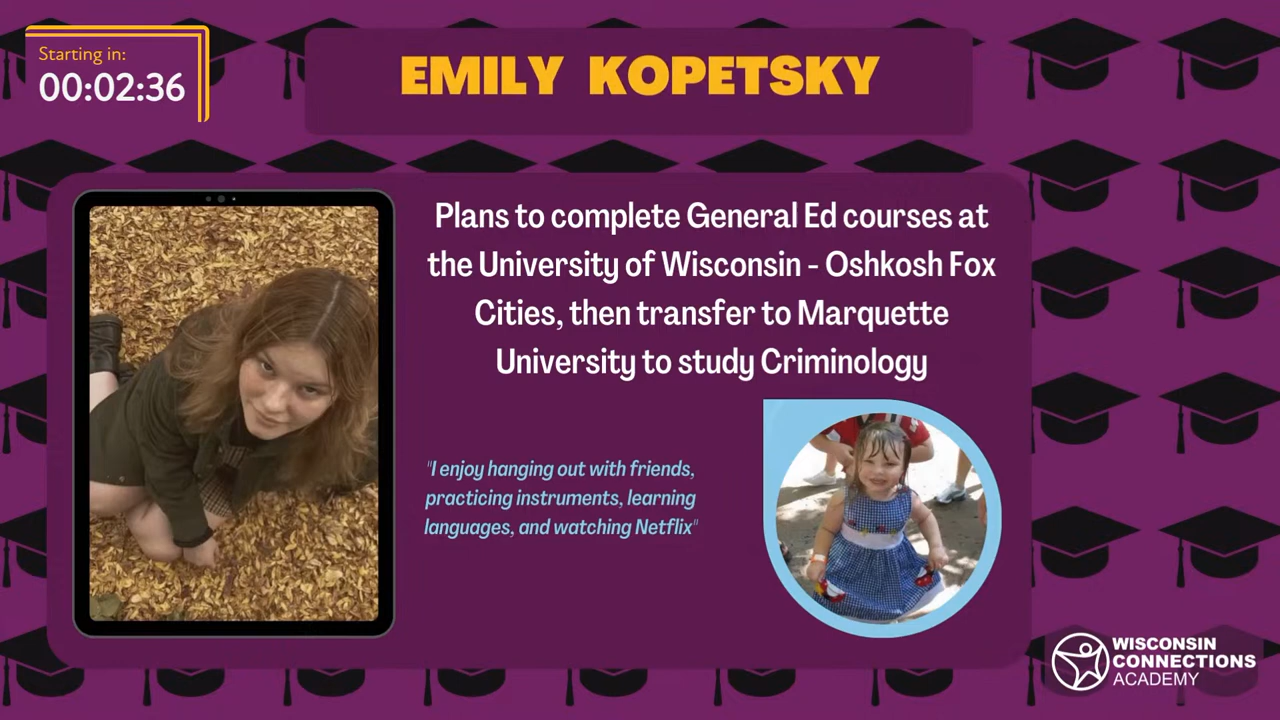 Starting in:
00:02:36
EMILY KOPETSKY
Plans to complete General Ed courses at
the University of Wisconsin - Oshkosh Fox
Cities, then transfer to Marquette
University to study Criminology
"I enjoy hanging out with friends,
practicing instruments, learning
languages, and watching Netflix"
WISCONSIN
CONNECTIONS
ACADEMY